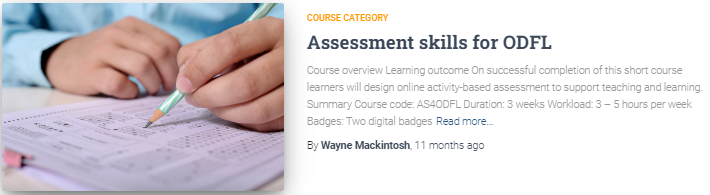 COURSE CATEGORY
Assessment skills for ODFL
Course overview Learning outcome On successful completion of this short course
learners will design online activity-based assessment to support teaching and learning.
Summary Course code: AS4ODFL Duration: 3 weeks Workload: 3 – 5 hours per week
Badges: Two digital badges Read more...
By Wayne Mackintosh, 11 months ago